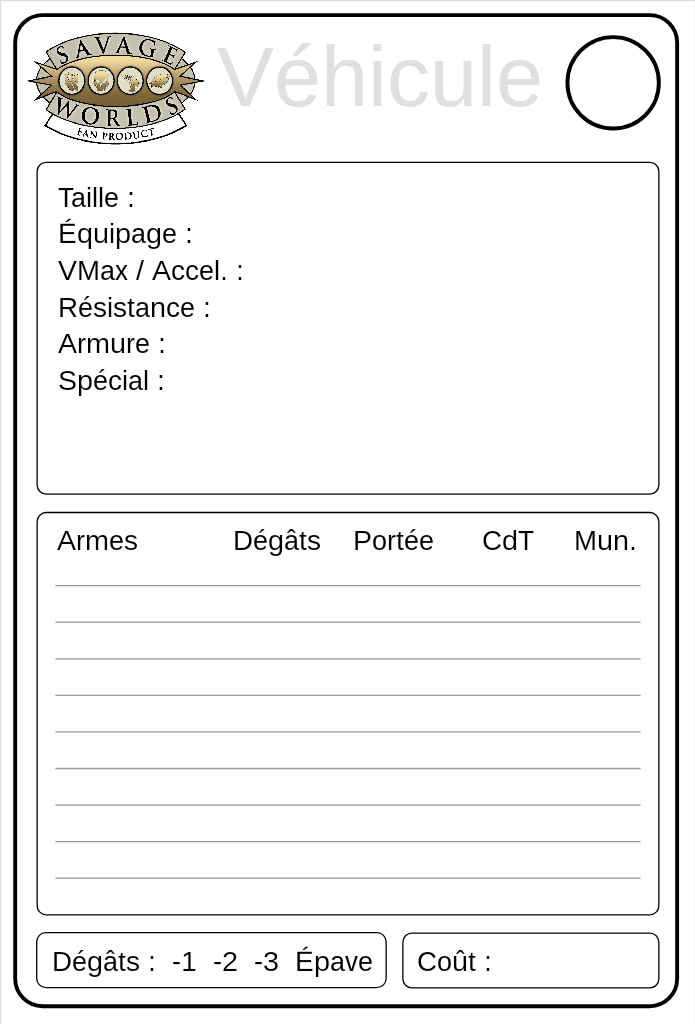 SAVAGE
WORLDS
FAN PRODUCT
Véhicule
Taille :
Équipage :
VMax / Accel. :
Résistance :
Armure :
Spécial :
Armes Dégâts Portée CdT Mun.
Dégâts : -1 -2 -3 Épave
Coût :